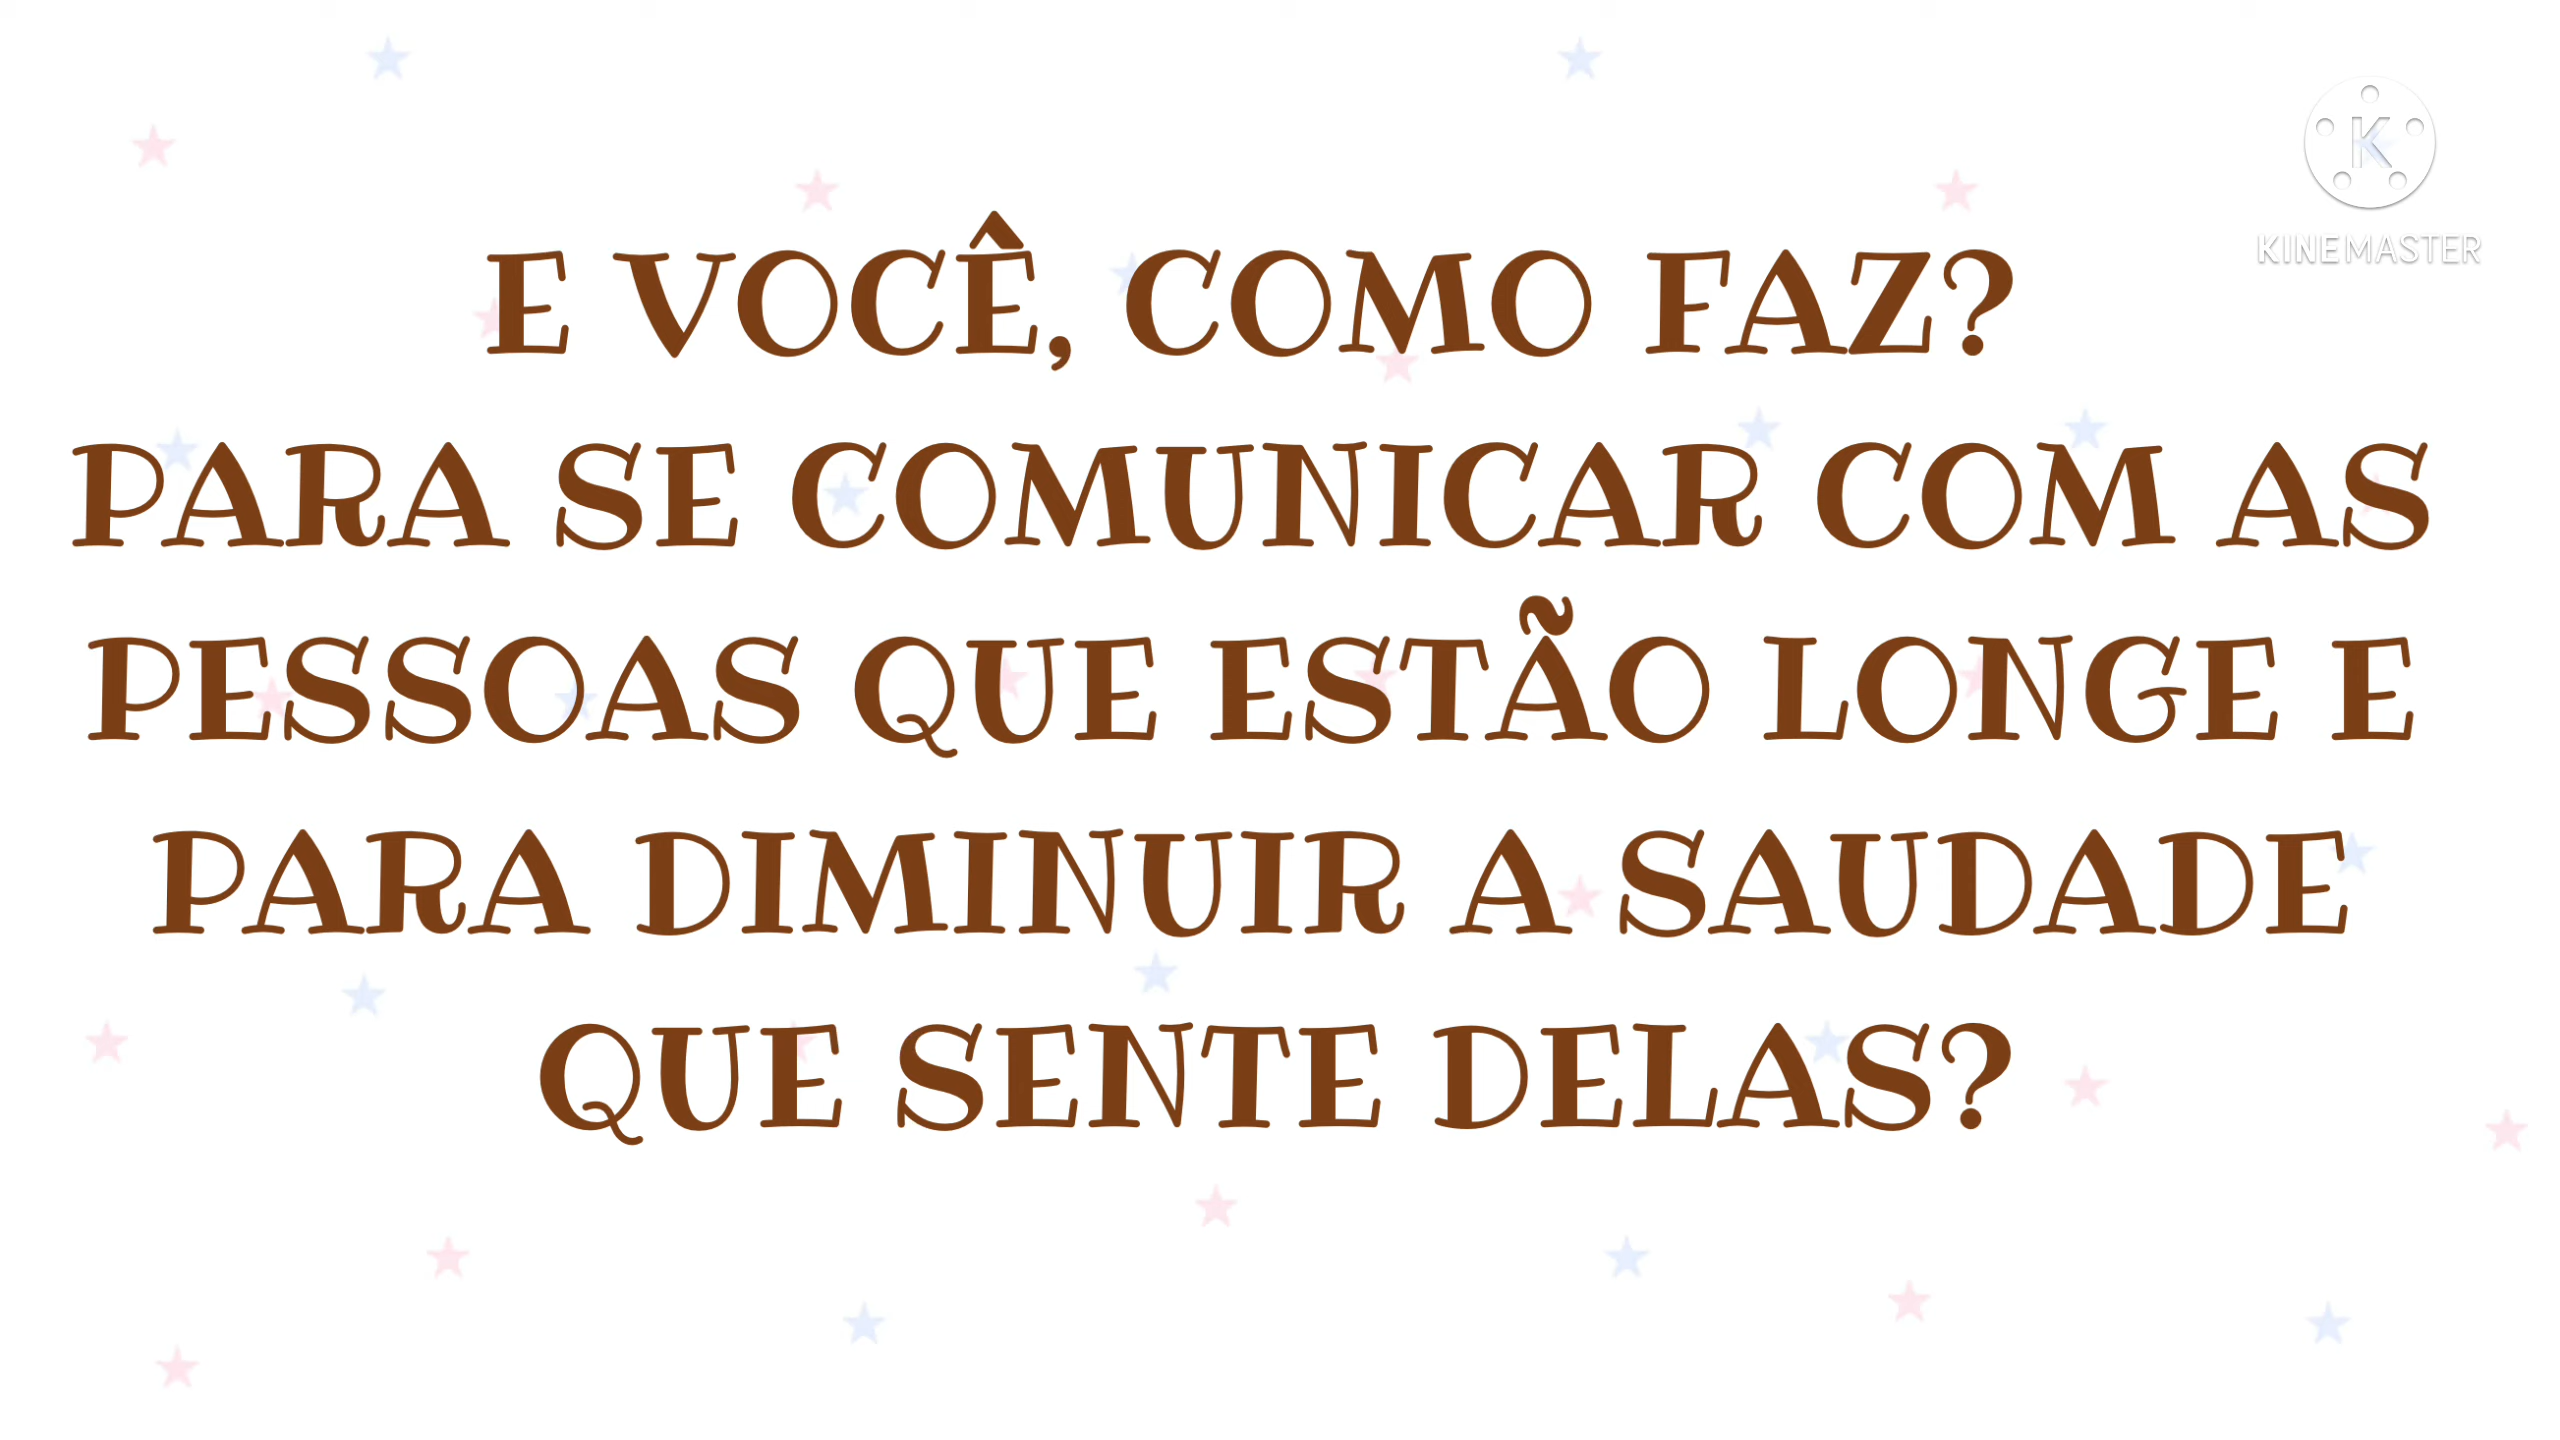 KINEMASTER
E VOCÊ, COMO FAZ?
PARA SE COMUNICAR COM AS
PESSOAS QUE ESTÃO LONGE E
PARA DIMINUIR A SAUDADE
QUE SENTE DELAS?